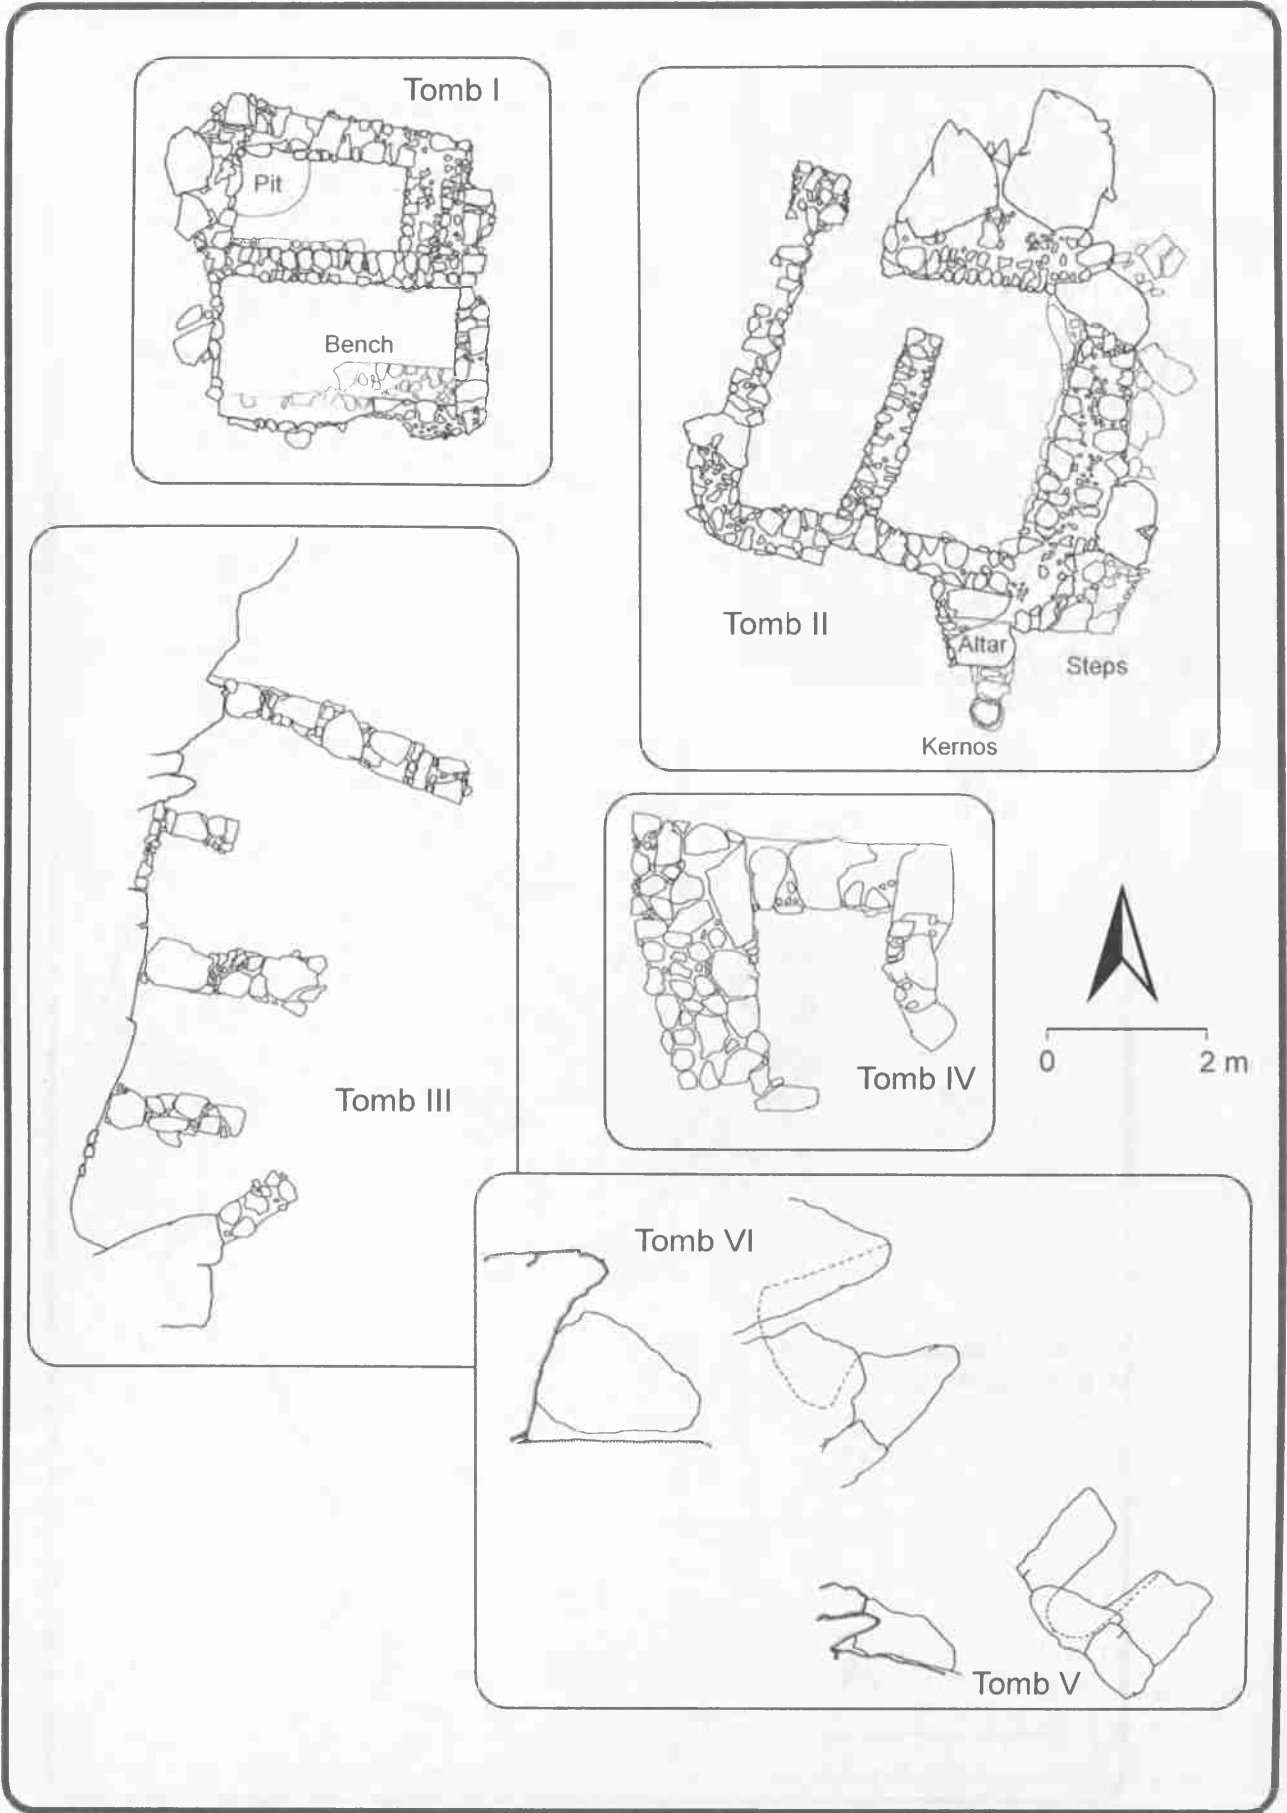 Tomb I
Pit
Bench
Tomb II
Altar
Steps
Kernos
Tomb III
Tomb IV
0 2 m
Tomb VI
Tomb V